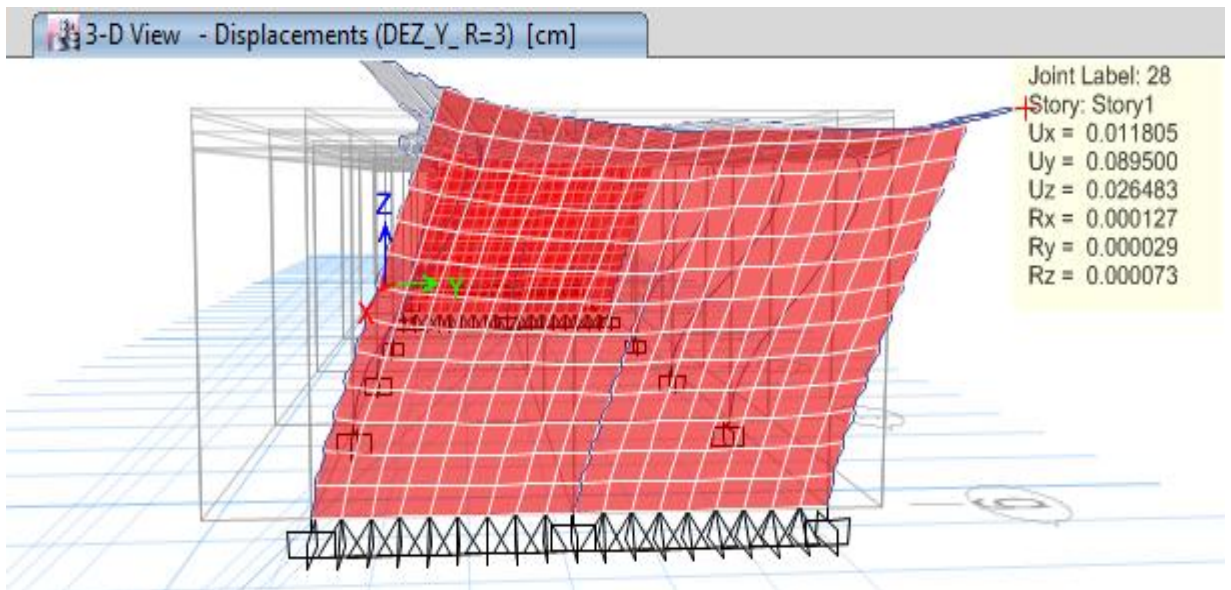 3-D View - Displacements (DEZ_Y_ R=3) [cm]
Joint Label: 28
Story: Story1
Ux = 0.011805
Uy = 0.089500
Uz = 0.026483
Rx = 0.000127
Ry = 0.000029
Rz = 0.000073
Z
Y
X